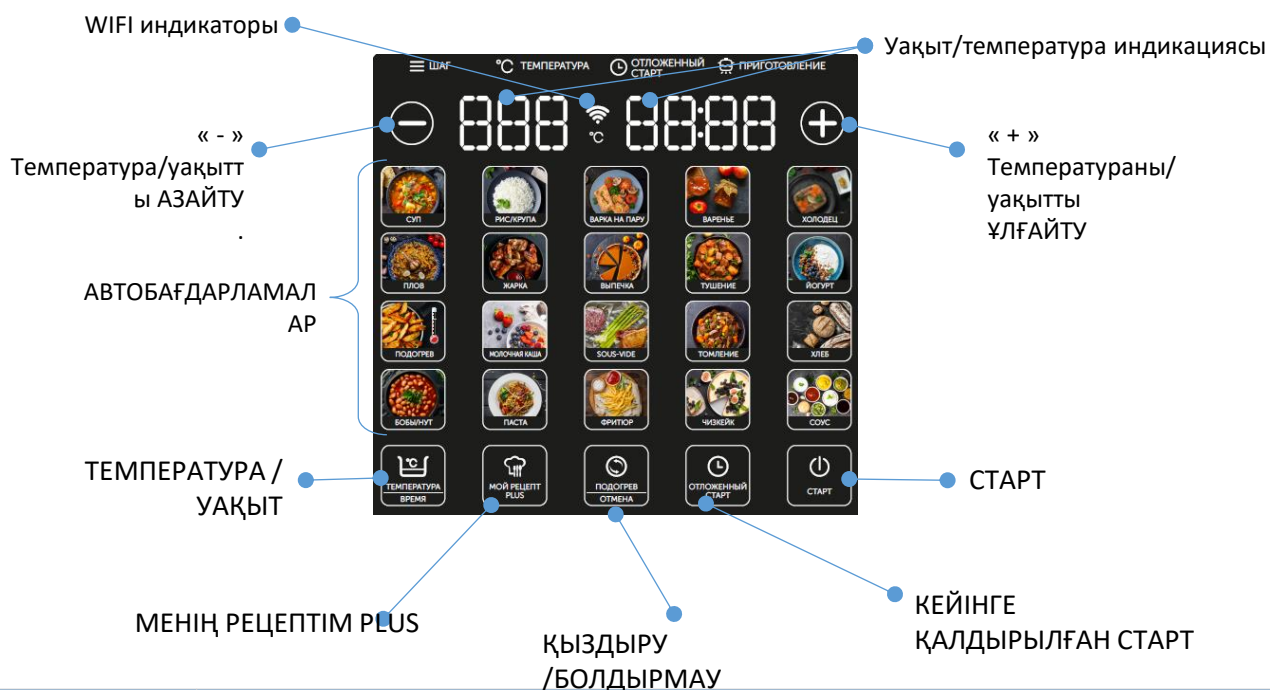 WIFI индикаторы
Уақыт/температура индикациясы
ШАГ
°C ТЕМПЕРАТУРА
ОТЛОЖЕННЫЙ
СТАРТ
ПРИГОТОВЛЕНИЕ
888
°C
88:88
« - »
Температура/уақытт
ы АЗАЙТУ
.
« + »
Температураны/
уақытты
ҰЛҒАЙТУ
АВТОБАҒДАРЛАМАЛ
АР
СУП
РИС/КРУПА
ВАРКА НА ПАРУ
ВАРЕНЬЕ
ХОЛОДЕЦ
ПЛОВ
ЖАРКА
ВЫПЕЧКА
ТУШЕНИЕ
ЙОГУРТ
ПОДОГРЕВ
МОЛОЧНАЯ КАША
SOUS-VIDE
ТОМЛЕНИЕ
ХЛЕБ
БОБЫ/НУТ
ПАСТА
ФРИТЮР
ЧИЗКЕЙК
СОУС
°C
ТЕМПЕРАТУРА
ВРЕМЯ
МОЙ РЕЦЕПТ
PLUS
ПОДОГРЕВ
ОТМЕНА
ОТЛОЖЕННЫЙ
СТАРТ
СТАРТ
ТЕМПЕРАТУРА /
УАҚЫТ
СТАРТ
МЕНІҢ РЕЦЕПТІМ PLUS
ҚЫЗДЫРУ
/БОЛДЫРМАУ
КЕЙІНГЕ
ҚАЛДЫРЫЛҒАН СТАРТ